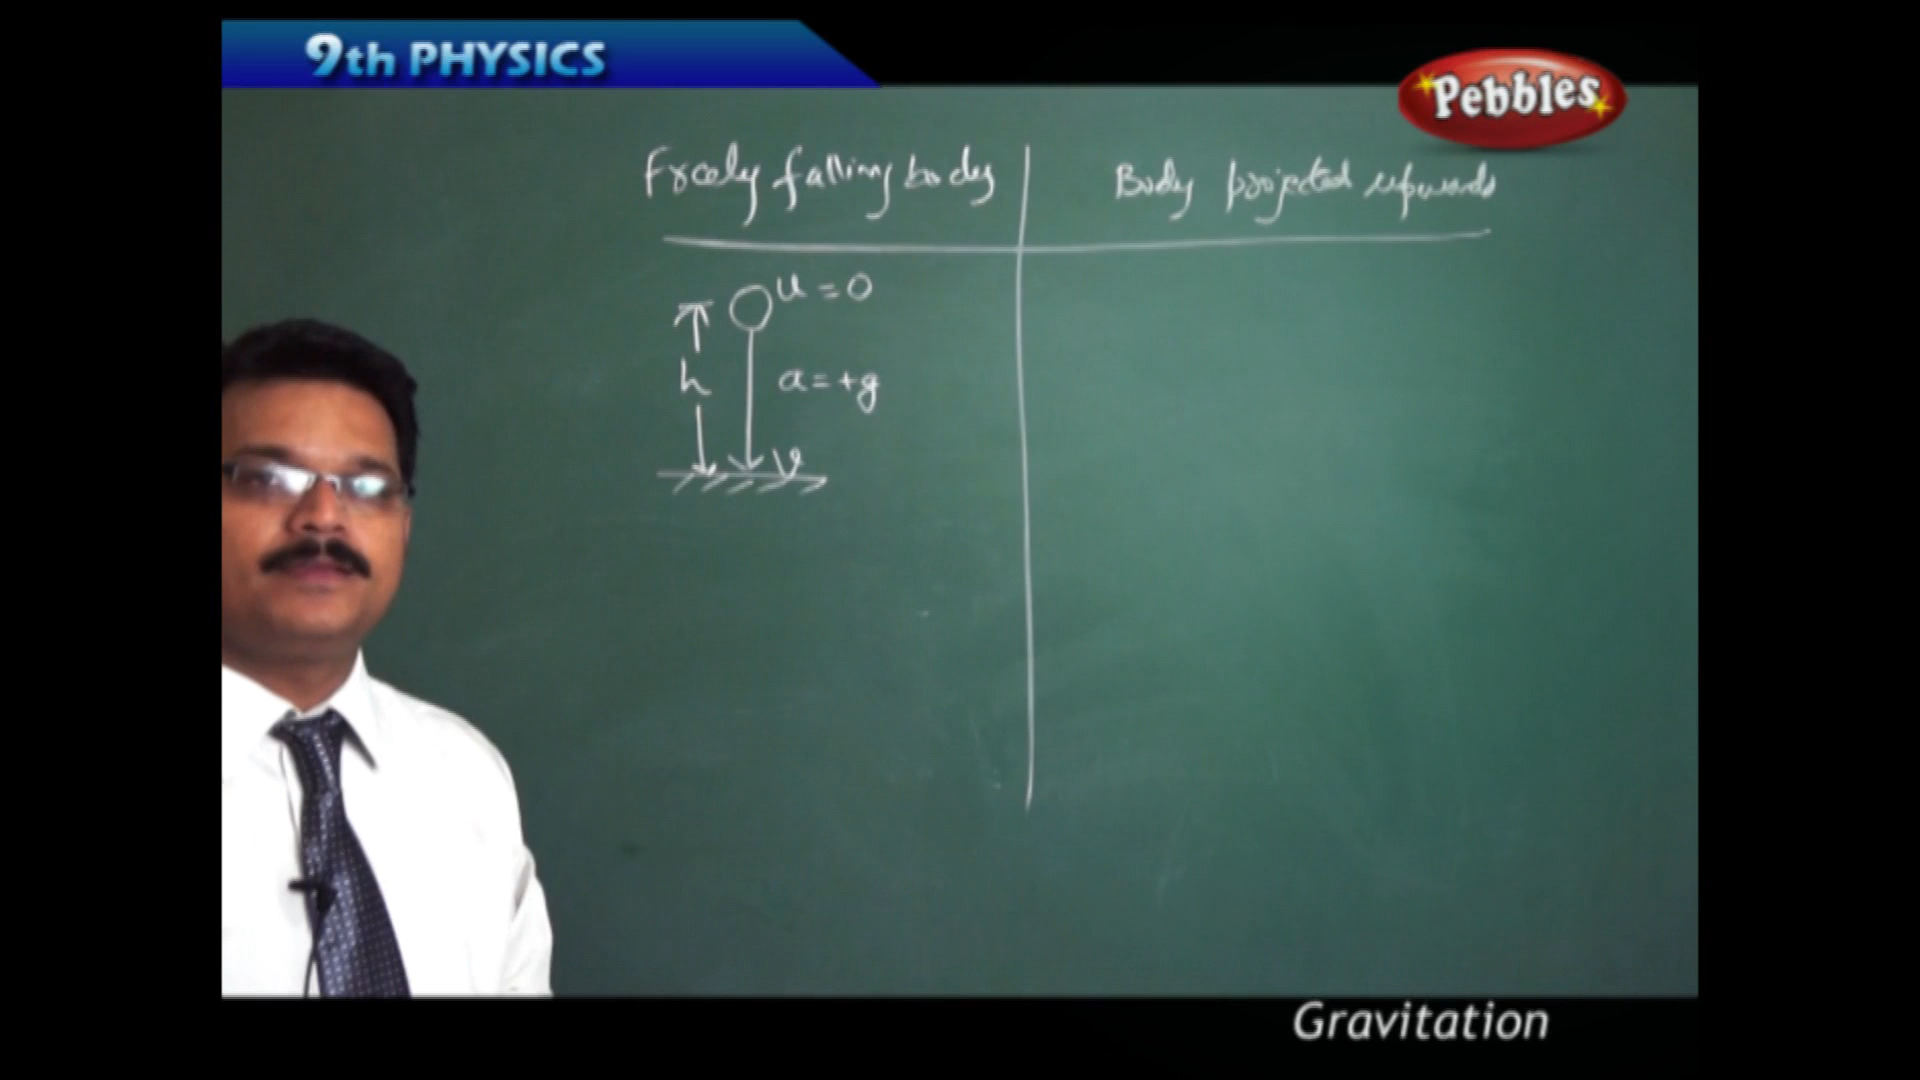 9th PHYSICS
Pebbles
Freely falling body
Body projected upwards
u = 0
h
a = +g
v
Gravitation